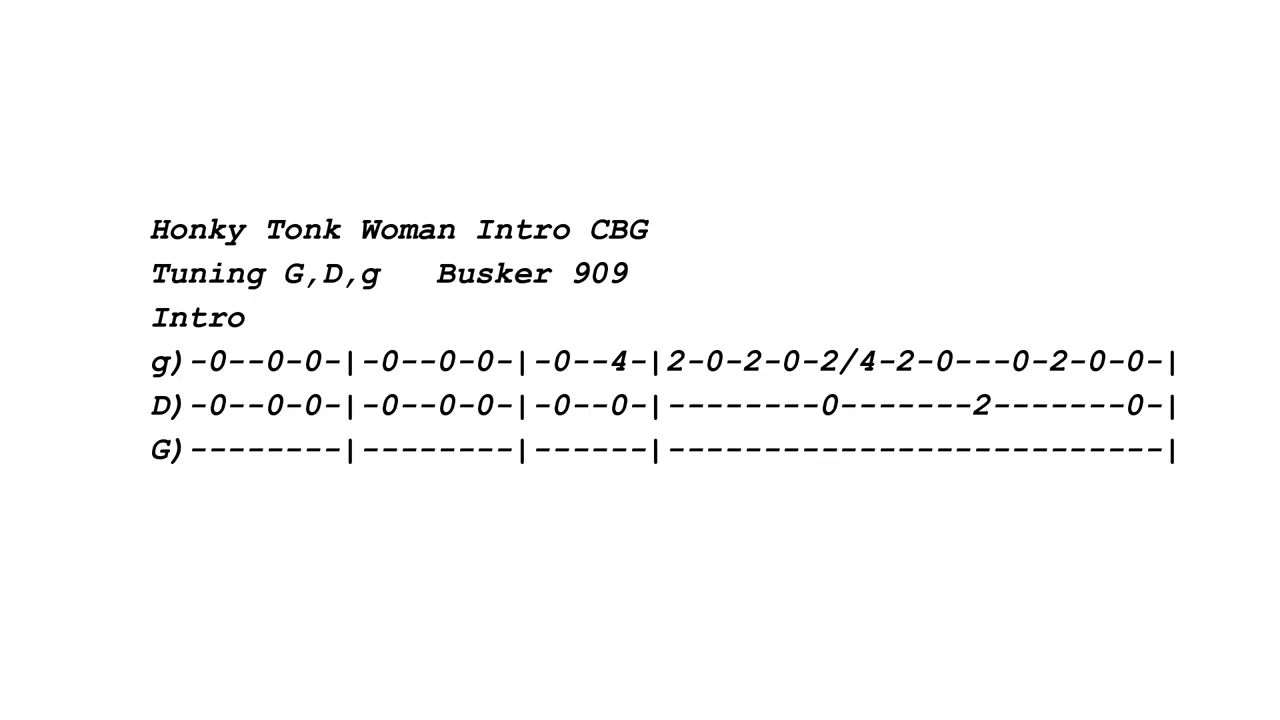 Honky Tonk Woman Intro CBG
Tuning G,D,g   Busker 909
Intro
g)-0--0-0-|-0--0-0-|-0--4-|2-0-2-0-2/4-2-0---0-2-0-0-|
D)-0--0-0-|-0--0-0-|-0--0-|--------0-------2-------0-|
G)--------|--------|------|--------------------------|